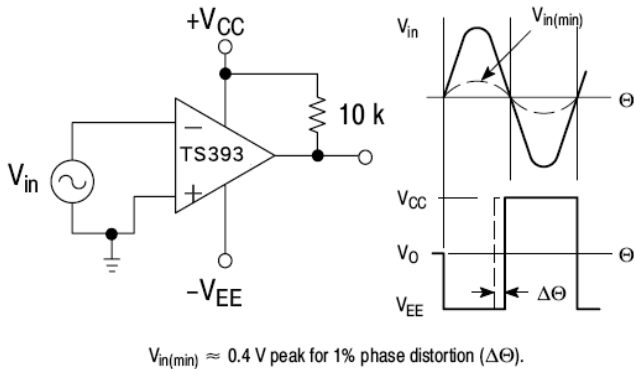 +VCC
Vin
Vin(min)
Θ
−
TS393
+
10 k
Vin
−VEE
VCC
VO
Θ
VEE
ΔΘ
Vin(min) ≈ 0.4 V peak for 1% phase distortion (ΔΘ).